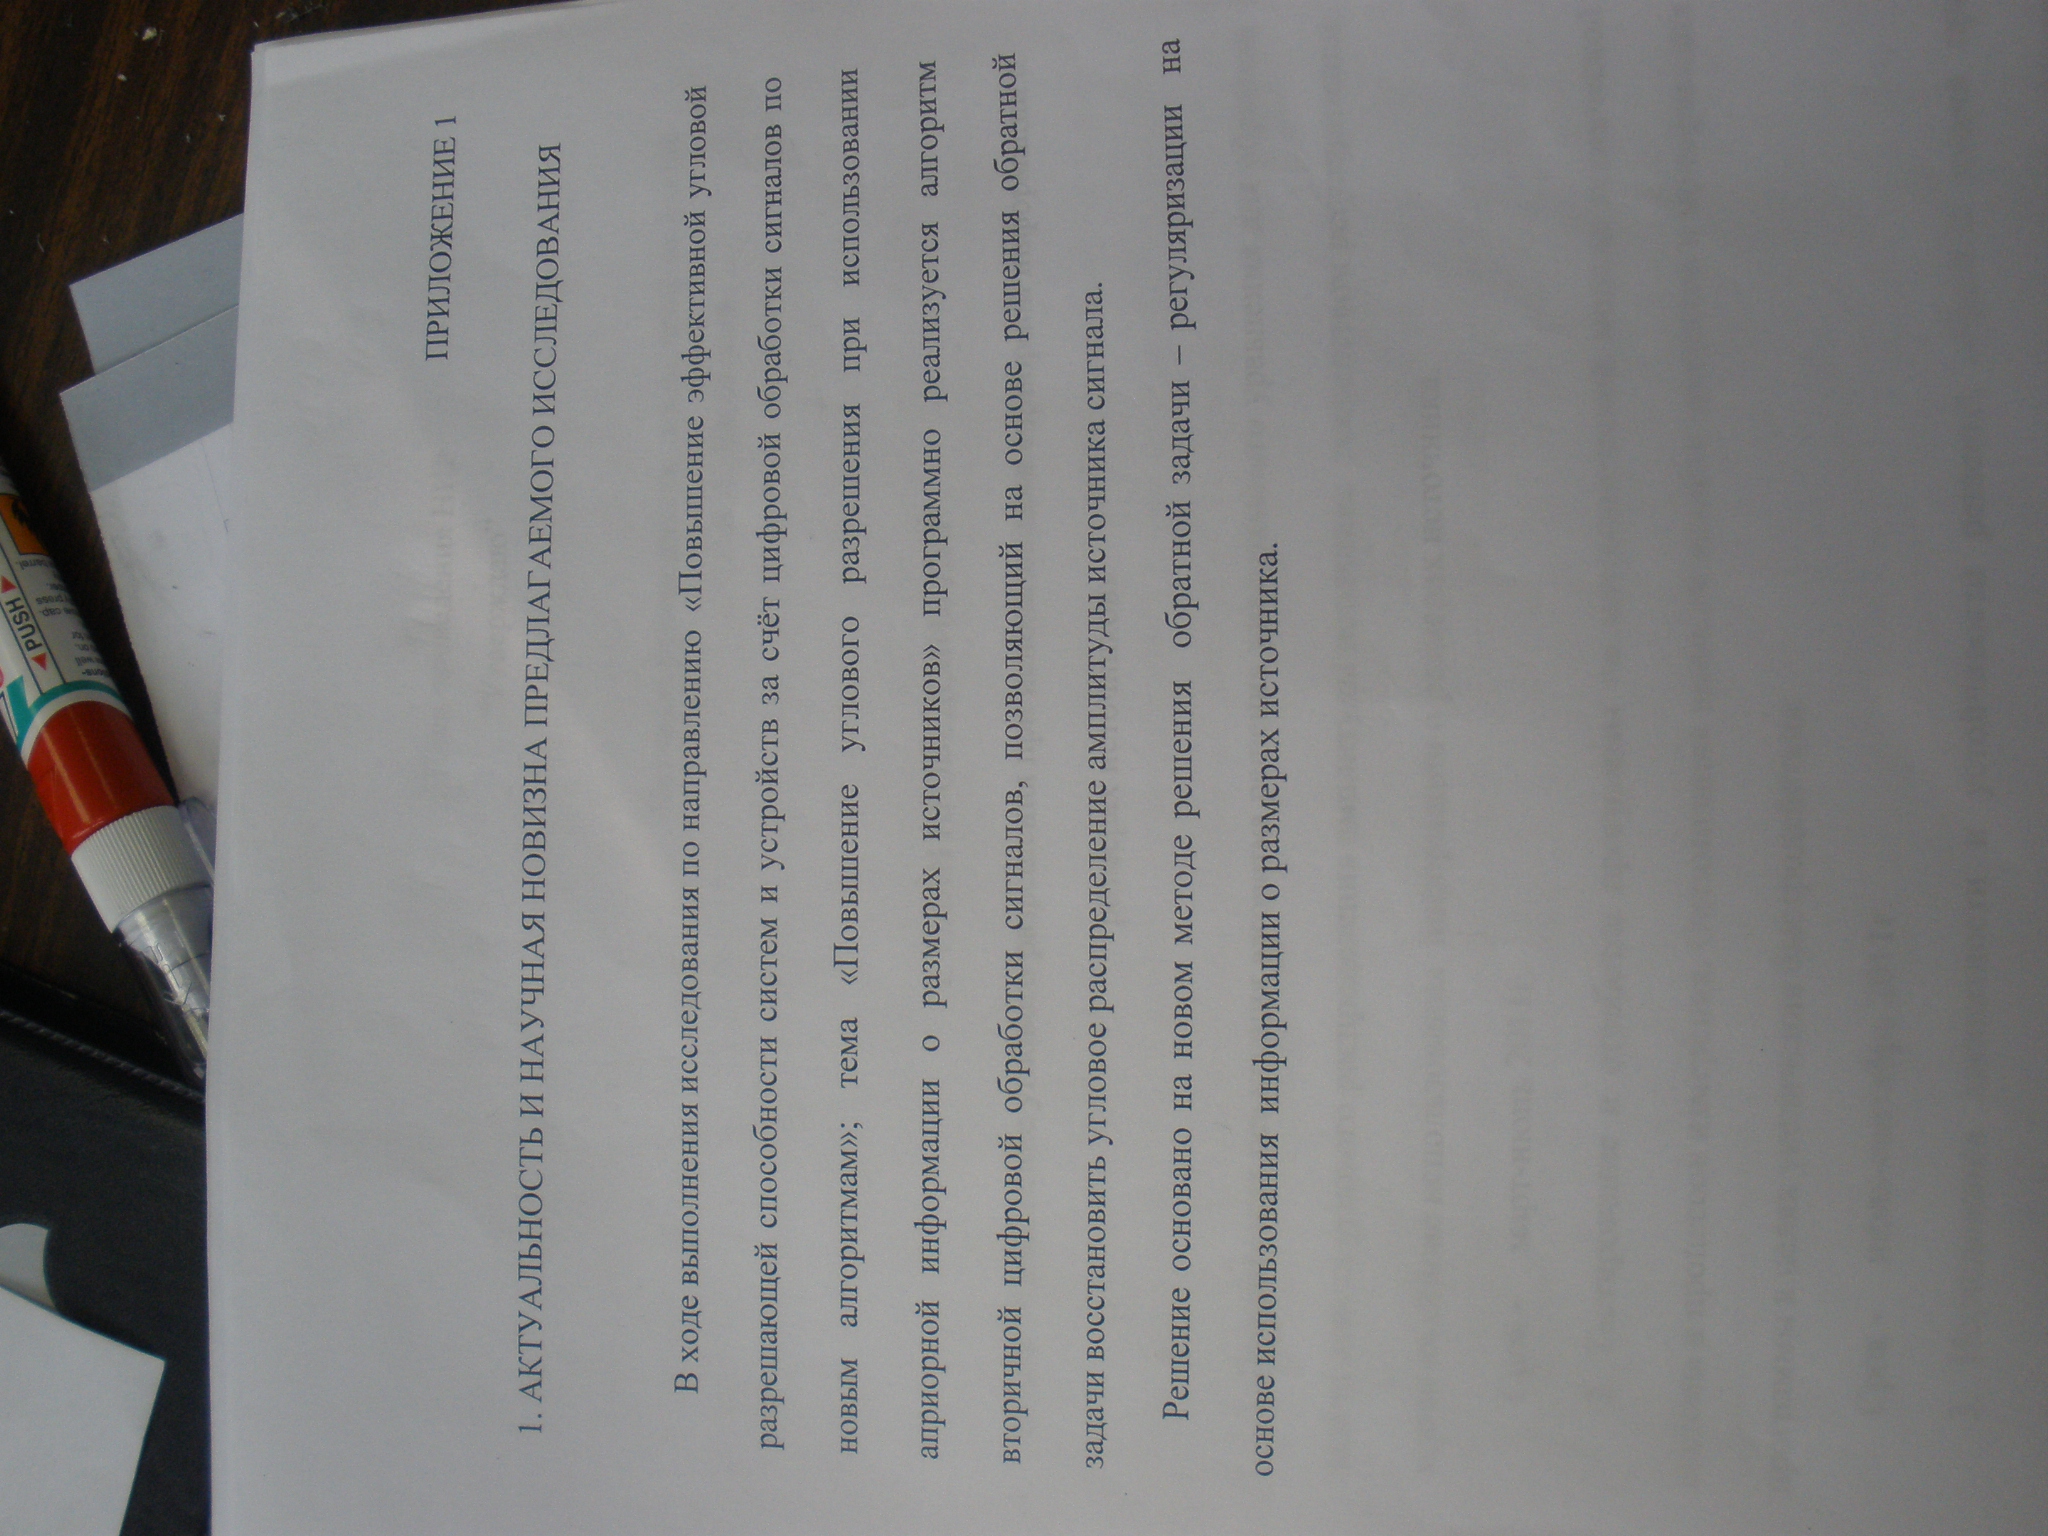 ПРИЛОЖЕНИЕ 1
1. АКТУАЛЬНОСТЬ И НАУЧНАЯ НОВИЗНА ПРЕДЛАГАЕМОГО ИССЛЕДОВАНИЯ
В ходе выполнения исследования по направлению «Повышение эффективной угловой
разрешающей способности систем и устройств за счёт цифровой обработки сигналов по
новым алгоритмам»; тема «Повышение углового разрешения при использовании
априорной информации о размерах источников» программно реализуется алгоритм
вторичной цифровой обработки сигналов, позволяющий на основе решения обратной
задачи восстановить угловое распределение амплитуды источника сигнала.
Решение основано на новом методе решения обратной задачи – регуляризации на
основе использования информации о размерах источника.
PUSH